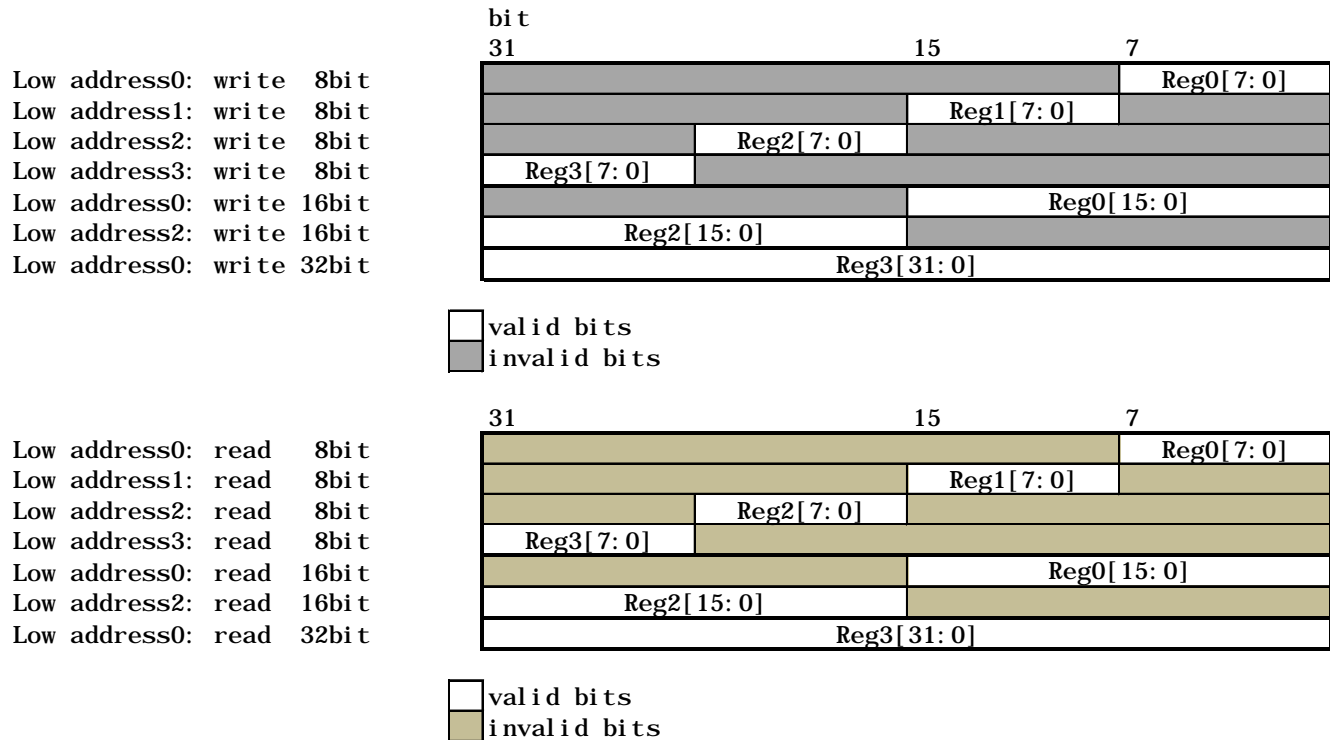 bit
31 15 7
Low address0: write 8bit Reg0[7:0]
Low address1: write 8bit Reg1[7:0]
Low address2: write 8bit Reg2[7:0]
Low address3: write 8bit Reg3[7:0]
Low address0: write 16bit Reg0[15:0]
Low address2: write 16bit Reg2[15:0]
Low address0: write 32bit Reg3[31:0]
valid bits
invalid bits
31 15 7
Low address0: read 8bit Reg0[7:0]
Low address1: read 8bit Reg1[7:0]
Low address2: read 8bit Reg2[7:0]
Low address3: read 8bit Reg3[7:0]
Low address0: read 16bit Reg0[15:0]
Low address2: read 16bit Reg2[15:0]
Low address0: read 32bit Reg3[31:0]
valid bits
invalid bits